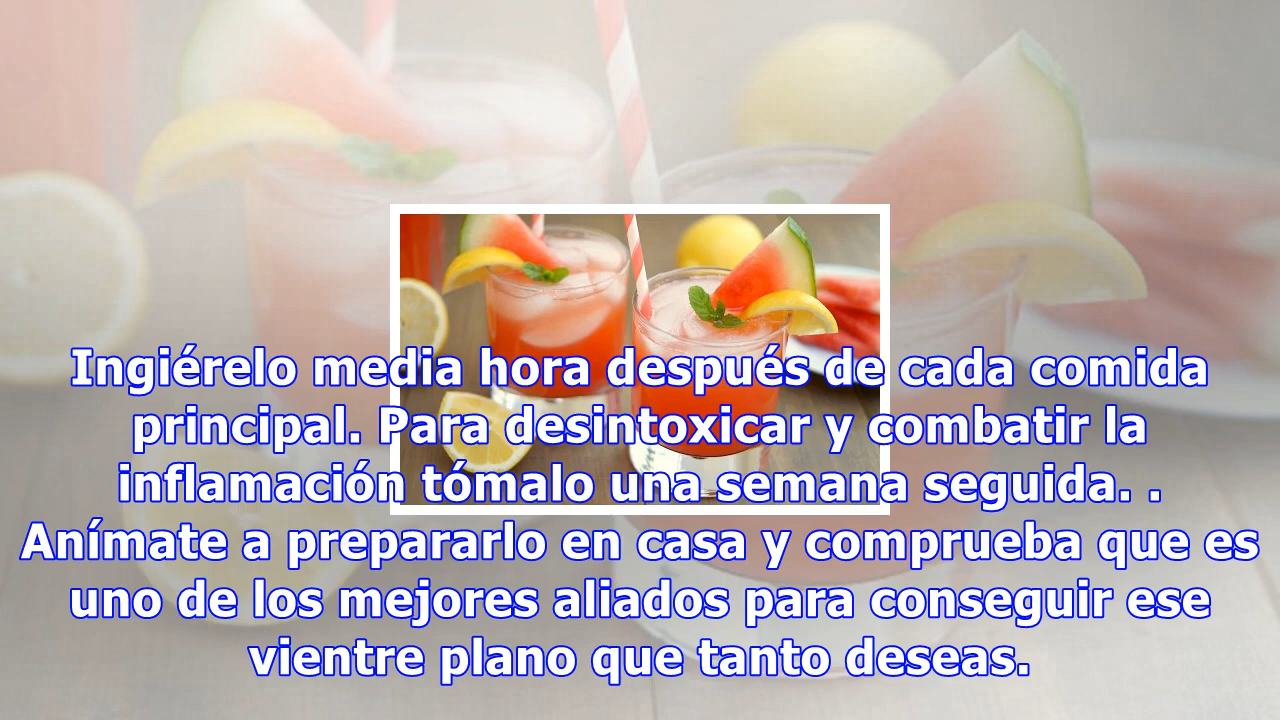 Ingiérelo media hora después de cada comida
principal. Para desintoxicar y combatir la
inflamación tómalo una semana seguida. .
Anímate a prepararlo en casa y comprueba que es
uno de los mejores aliados para conseguir ese
vientre plano que tanto deseas.